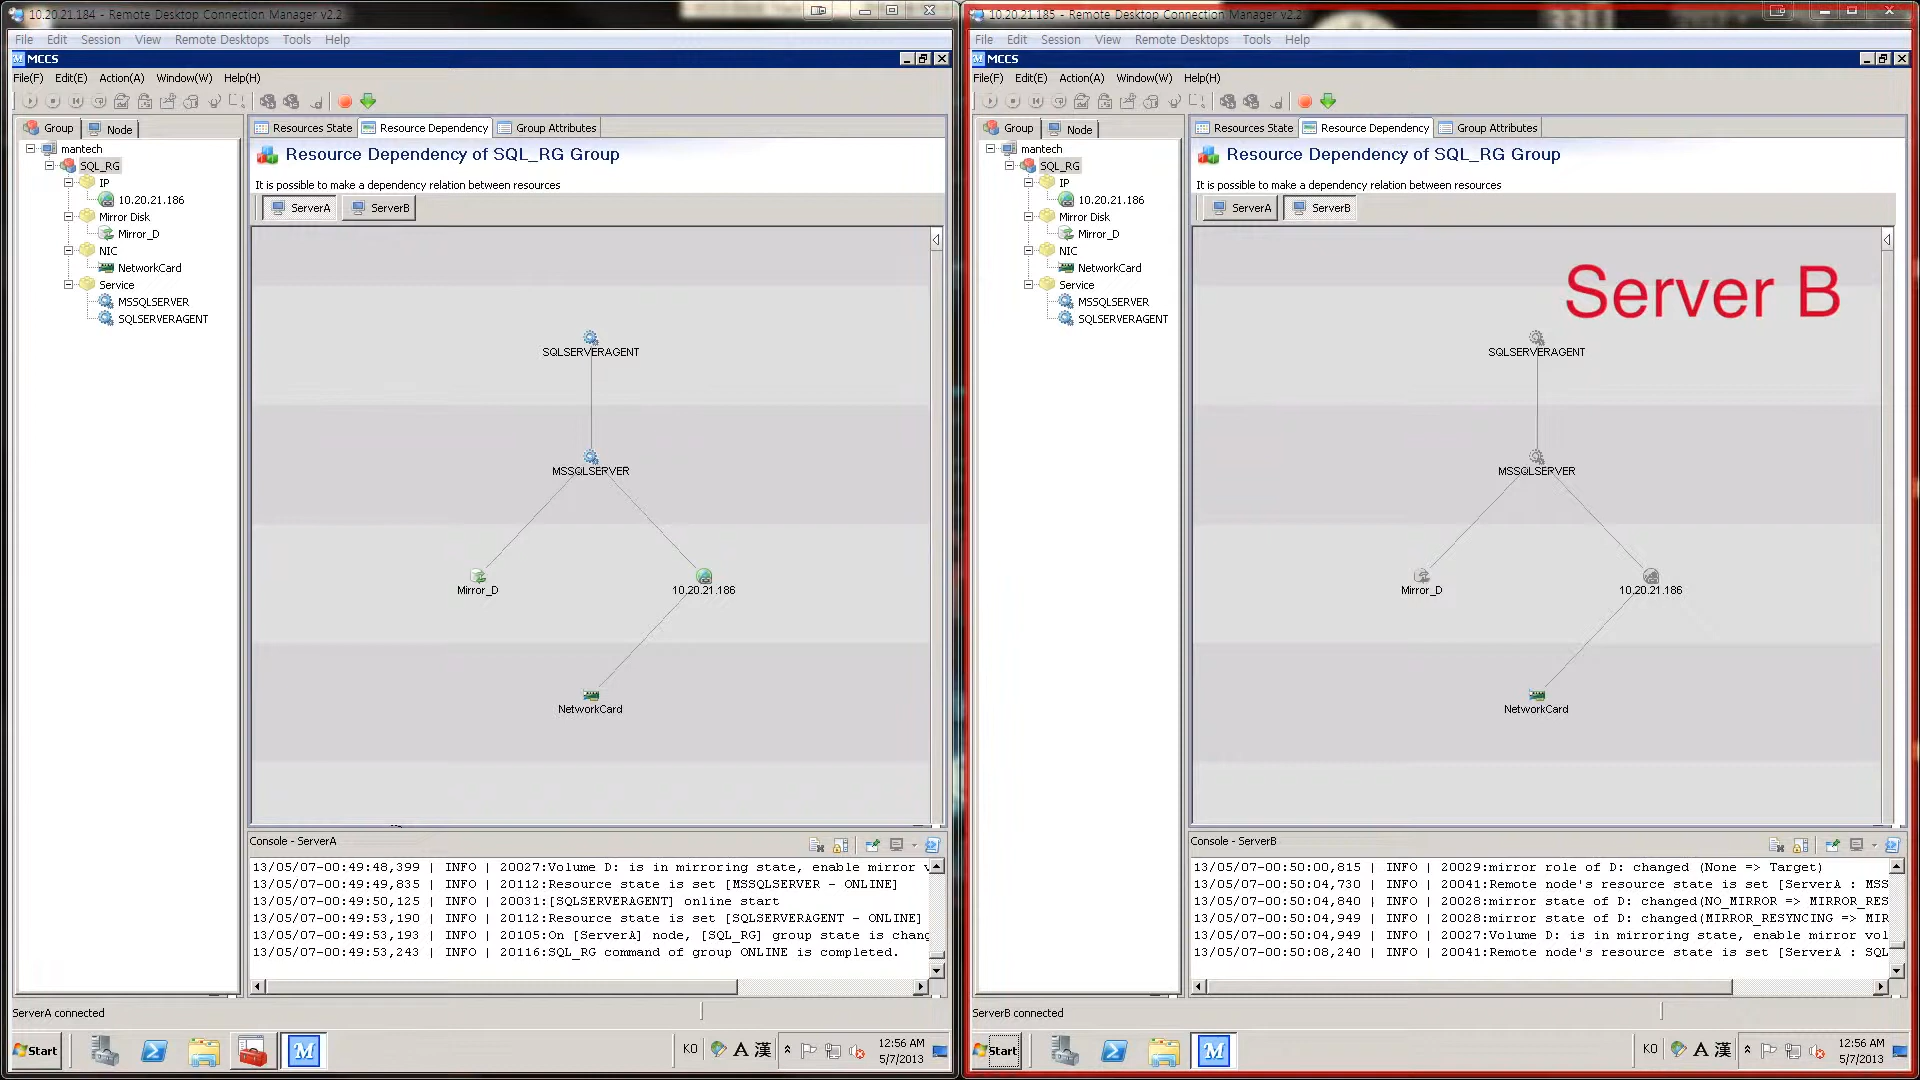 10.20.21.184 - Remote Desktop Connection Manager v2.2
File Edit Session View Remote Desktops Tools Help
MCCS
File(F) Edit(E) Action(A) Window(W) Help(H)
Group Node
mantech
SQL_RG
IP
10.20.21.186
Mirror Disk
Mirror_D
NIC
NetworkCard
Service
MSSQLSERVER
SQLSERVERAGENT
Resources State Resource Dependency Group Attributes
Resource Dependency of SQL_RG Group
It is possible to make a dependency relation between resources
ServerA ServerB
SQLSERVERAGENT
MSSQLSERVER
Mirror_D 10.20.21.186
NetworkCard
Console - ServerA
13/05/07-00:49:48,399 | INFO | 20027:Volume D: is in mirroring state, enable mirror v
13/05/07-00:49:49,835 | INFO | 20112:Resource state is set [MSSQLSERVER - ONLINE]
13/05/07-00:49:50,125 | INFO | 20031:[SQLSERVERAGENT] online start
13/05/07-00:49:53,190 | INFO | 20112:Resource state is set [SQLSERVERAGENT - ONLINE]
13/05/07-00:49:53,193 | INFO | 20105:On [ServerA] node, [SQL_RG] group state is chang
13/05/07-00:49:53,243 | INFO | 20116:SQL_RG command of group ONLINE is completed.
ServerA connected
Start M KO A 漢 12:56 AM
5/7/2013
10.20.21.185 - Remote Desktop Connection Manager v2.2
File Edit Session View Remote Desktops Tools Help
MCCS
File(F) Edit(E) Action(A) Window(W) Help(H)
Group Node
mantech
SQL_RG
IP
10.20.21.186
Mirror Disk
Mirror_D
NIC
NetworkCard
Service
MSSQLSERVER
SQLSERVERAGENT
Resources State Resource Dependency Group Attributes
Resource Dependency of SQL_RG Group
It is possible to make a dependency relation between resources
ServerA ServerB
Server B
SQLSERVERAGENT
MSSQLSERVER
Mirror_D 10.20.21.186
NetworkCard
Console - ServerB
13/05/07-00:50:00,815 | INFO | 20029:mirror role of D: changed (None => Target)
13/05/07-00:50:04,730 | INFO | 20041:Remote node's resource state is set [ServerA : MSS
13/05/07-00:50:04,840 | INFO | 20028:mirror state of D: changed(NO_MIRROR => MIRROR_RES
13/05/07-00:50:04,949 | INFO | 20028:mirror state of D: changed(MIRROR_RESYNCING => MIR
13/05/07-00:50:04,949 | INFO | 20027:Volume D: is in mirroring state, enable mirror vol
13/05/07-00:50:08,240 | INFO | 20041:Remote node's resource state is set [ServerA : SQL
ServerB connected
Start M KO A 漢 12:56 AM
5/7/2013